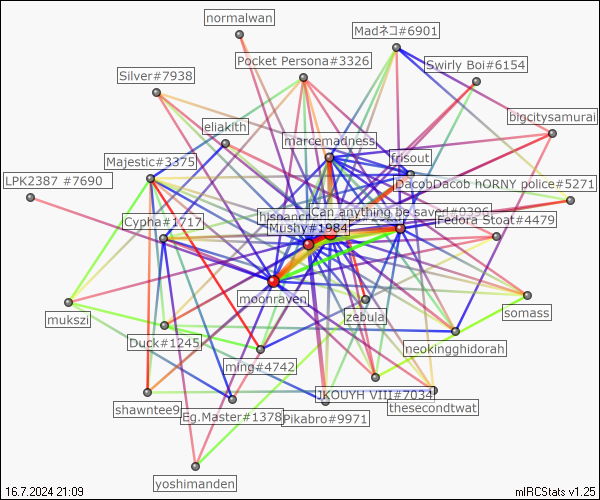 normalwan
Madネコ#6901
Pocket Persona#3326
Swirly Boi#6154
Silver#7938
bigcitysamurai
eliakith
marcemadness
frisout
Majestic#3375
LPK2387 #7690
DacobDacob hORNY police#5271
Can anything be saved#0396
Cypha#1717
Fedora Stoat#4479
Mushy#1984
moonraven
somass
mukszi
zebula
Duck#1245
neokingghidorah
ming#4742
JKOUYH VIII#7034
shawntee9
thesecondtwat
Eg.Master#1378
Pikabro#9971
yoshimanden
16.7.2024 21:09
mIRCStats v1.25